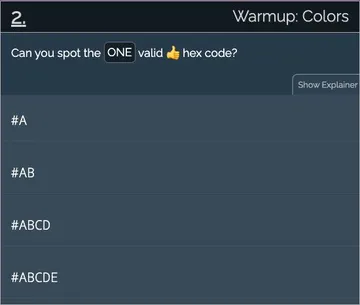 2. Warmup: Colors
Can you spot the ONE valid 👍 hex code?
Show Explainer
#A
#AB
#ABCD
#ABCDE